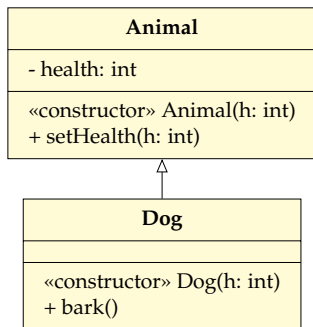 Animal
- health: int
«constructor» Animal(h: int)
+ setHealth(h: int)
Dog
«constructor» Dog(h: int)
+ bark()